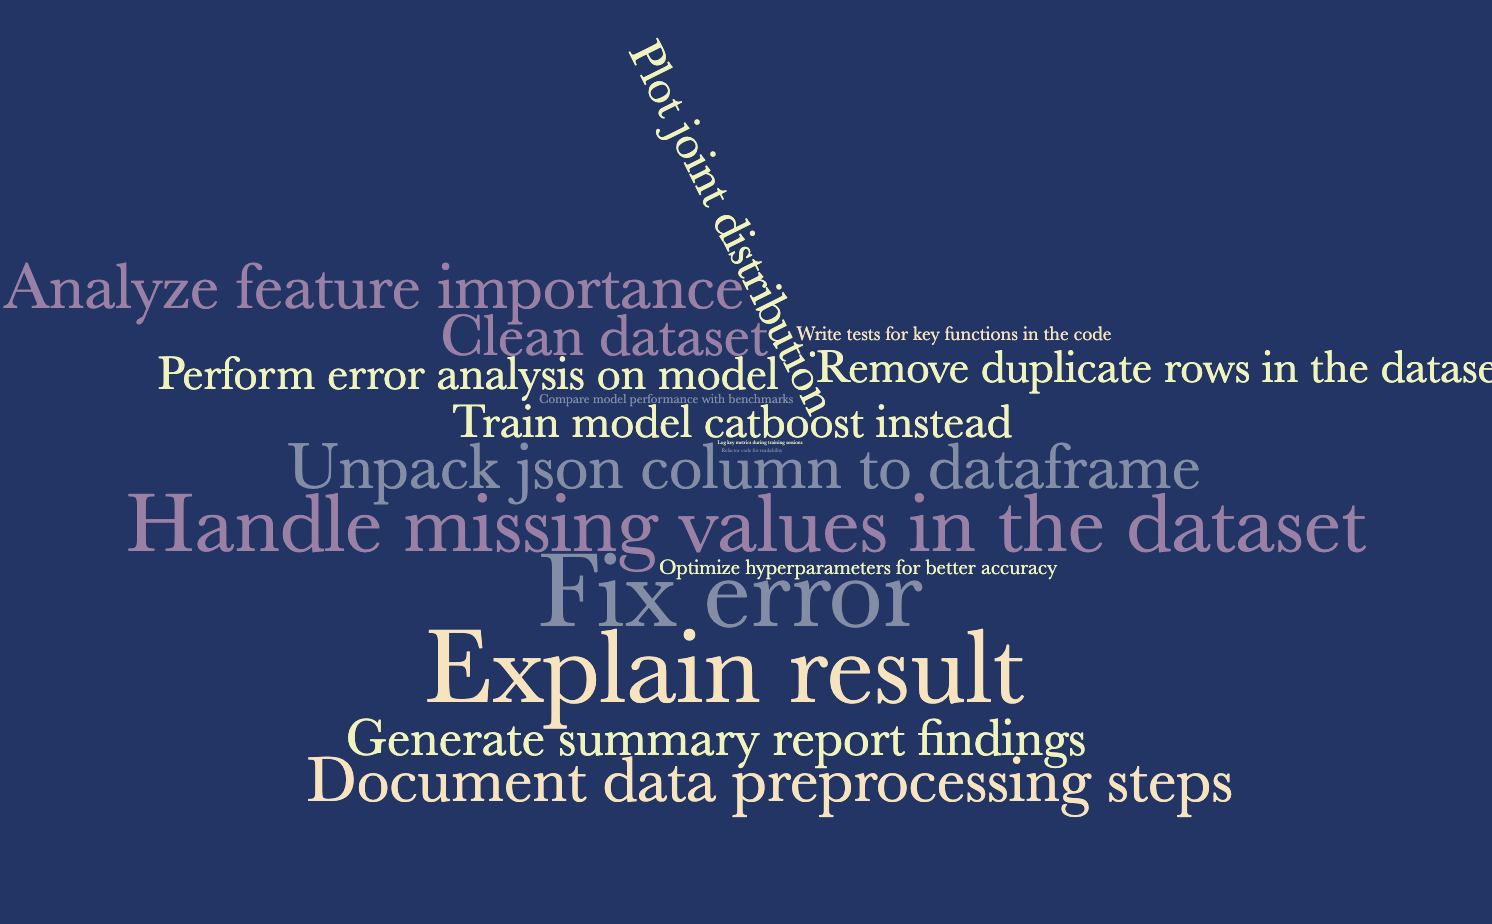 Plot joint distribution
Analyze feature importance
Clean dataset
Write tests for key functions in the code
Perform error analysis on model
Remove duplicate rows in the datase
Compare model performance with benchmarks
Train model catboost instead
Log key metrics during training sessions
Refactor code for readability
Unpack json column to dataframe
Handle missing values in the dataset
Optimize hyperparameters for better accuracy
Fix error
Explain result
Generate summary report findings
Document data preprocessing steps